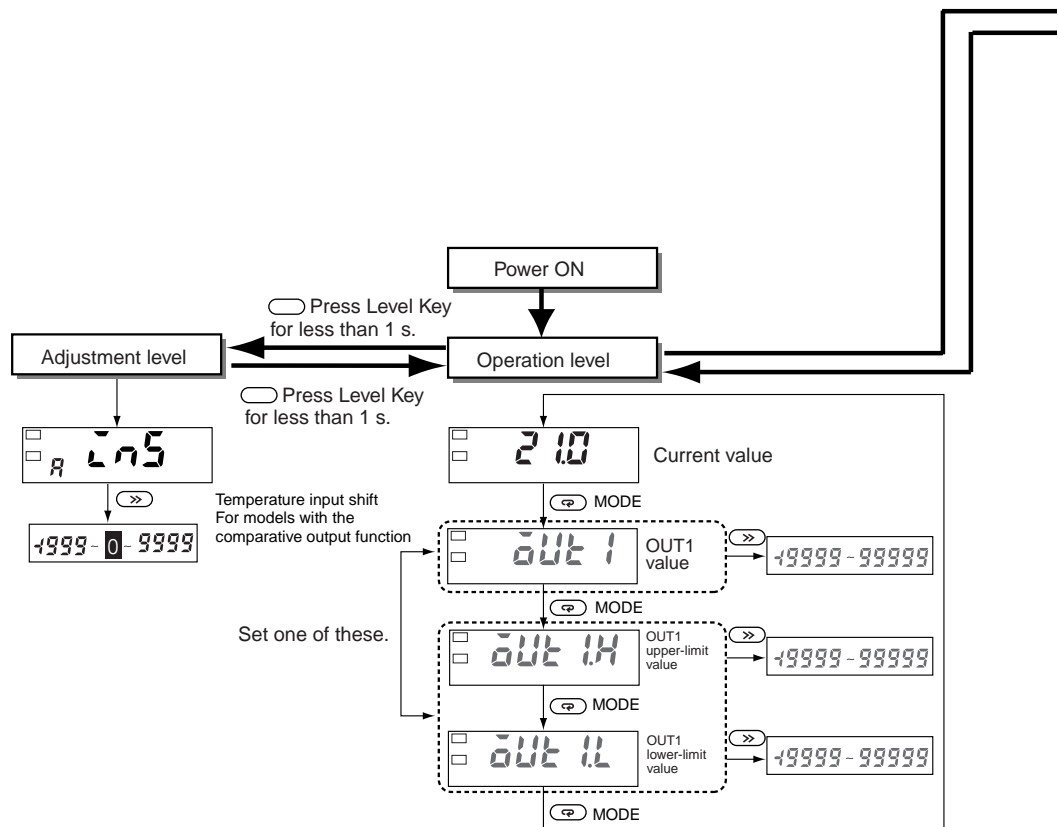 Power ON
Press Level Key
for less than 1 s.
Adjustment level
Operation level
Press Level Key
for less than 1 s.
A inS
21.0
Current value
Temperature input shift
For models with the
comparative output function
-1999 ~ 0 ~ 9999
MODE
OUt 1
OUT1
value
-19999 ~ 99999
MODE
Set one of these.
OUt 1.H
OUT1
upper-limit
value
-19999 ~ 99999
MODE
OUt 1.L
OUT1
lower-limit
value
-19999 ~ 99999
MODE